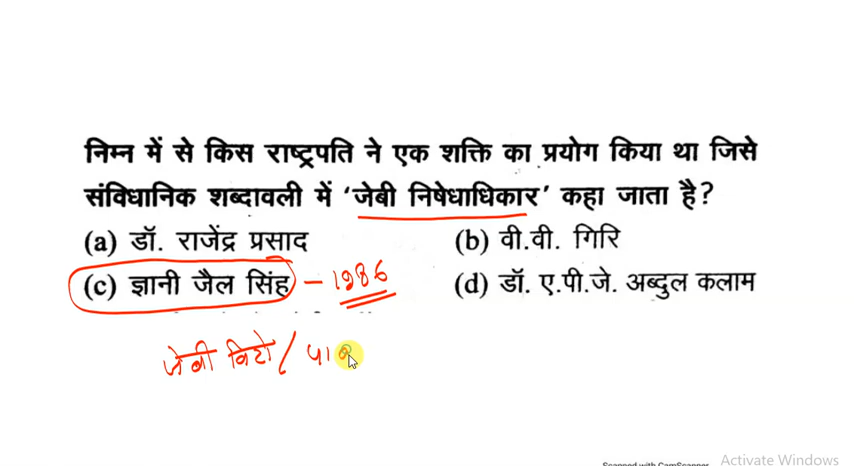 निम्न में से किस राष्ट्रपति ने एक शक्ति का प्रयोग किया था जिसे
संविधानिक शब्दावली में 'जेबी निषेधाधिकार' कहा जाता है?
(a) डॉ. राजेंद्र प्रसाद (b) वी.वी. गिरि
(c) ज्ञानी जैल सिंह – 1986 (d) डॉ. ए.पी.जे. अब्दुल कलाम
जेबी विटो /
Activate Windows